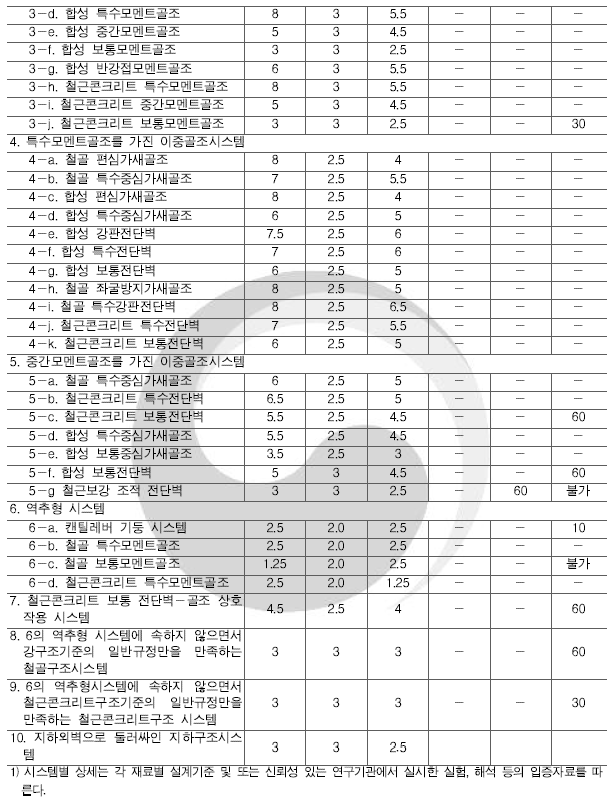 3-d. 합성 특수모멘트골조 8 3 5.5 - - -
3-e. 합성 중간모멘트골조 5 3 4.5 - - -
3-f. 합성 보통모멘트골조 3 3 2.5 - - -
3-g. 합성 반강접모멘트골조 6 3 5.5 - - -
3-h. 철근콘크리트 특수모멘트골조 8 3 5.5 - - -
3-i. 철근콘크리트 중간모멘트골조 5 3 4.5 - - -
3-j. 철근콘크리트 보통모멘트골조 3 3 2.5 - - 30
4. 특수모멘트골조를 가진 이중골조시스템
4-a. 철골 편심가새골조 8 2.5 4 - - -
4-b. 철골 특수중심가새골조 7 2.5 5.5 - - -
4-c. 합성 편심가새골조 8 2.5 4 - - -
4-d. 합성 특수중심가새골조 6 2.5 5 - - -
4-e. 합성 강판전단벽 7.5 2.5 6 - - -
4-f. 합성 특수전단벽 7 2.5 6 - - -
4-g. 합성 보통전단벽 6 2.5 5 - - -
4-h. 철골 좌굴방지가새골조 8 2.5 5 - - -
4-i. 철골 특수강판전단벽 8 2.5 6.5 - - -
4-j. 철근콘크리트 특수전단벽 7 2.5 5.5 - - -
4-k. 철근콘크리트 보통전단벽 6 2.5 5 - - -
5. 중간모멘트골조를 가진 이중골조시스템
5-a. 철골 특수중심가새골조 6 2.5 5 - - -
5-b. 철근콘크리트 특수전단벽 6.5 2.5 5 - - -
5-c. 철근콘크리트 보통전단벽 5.5 2.5 4.5 - - 60
5-d. 합성 특수중심가새골조 5.5 2.5 4.5 - - -
5-e. 합성 보통중심가새골조 3.5 2.5 3 - - -
5-f. 합성 보통전단벽 5 3 4.5 - - 60
5-g 철근보강 조적 전단벽 3 3 2.5 - 60 불가
6. 역추형 시스템
6-a. 캔틸레버 기둥 시스템 2.5 2.0 2.5 - - 10
6-b. 철골 특수모멘트골조 2.5 2.0 2.5 - - -
6-c. 철골 보통모멘트골조 1.25 2.0 2.5 - - 불가
6-d. 철근콘크리트 특수모멘트골조 2.5 2.0 1.25 - - -
7. 철근콘크리트 보통 전단벽-골조 상호
작용 시스템 4.5 2.5 4 - - 60
8. 6의 역추형 시스템에 속하지 않으면서
강구조기준의 일반규정만을 만족하는 3 3 3 - - 60
철골구조시스템
9. 6의 역추형시스템에 속하지 않으면서
철근콘크리트구조기준의 일반규정만을 3 3 3 - - 30
만족하는 철근콘크리트구조 시스템
10. 지하외벽으로 둘러싸인 지하구조시스
템 3 3 2.5 - - -
1) 시스템별 상세는 각 재료별 설계기준 및 또는 신뢰성 있는 연구기관에서 실시한 실험, 해석 등의 입증자료를 따
른다.